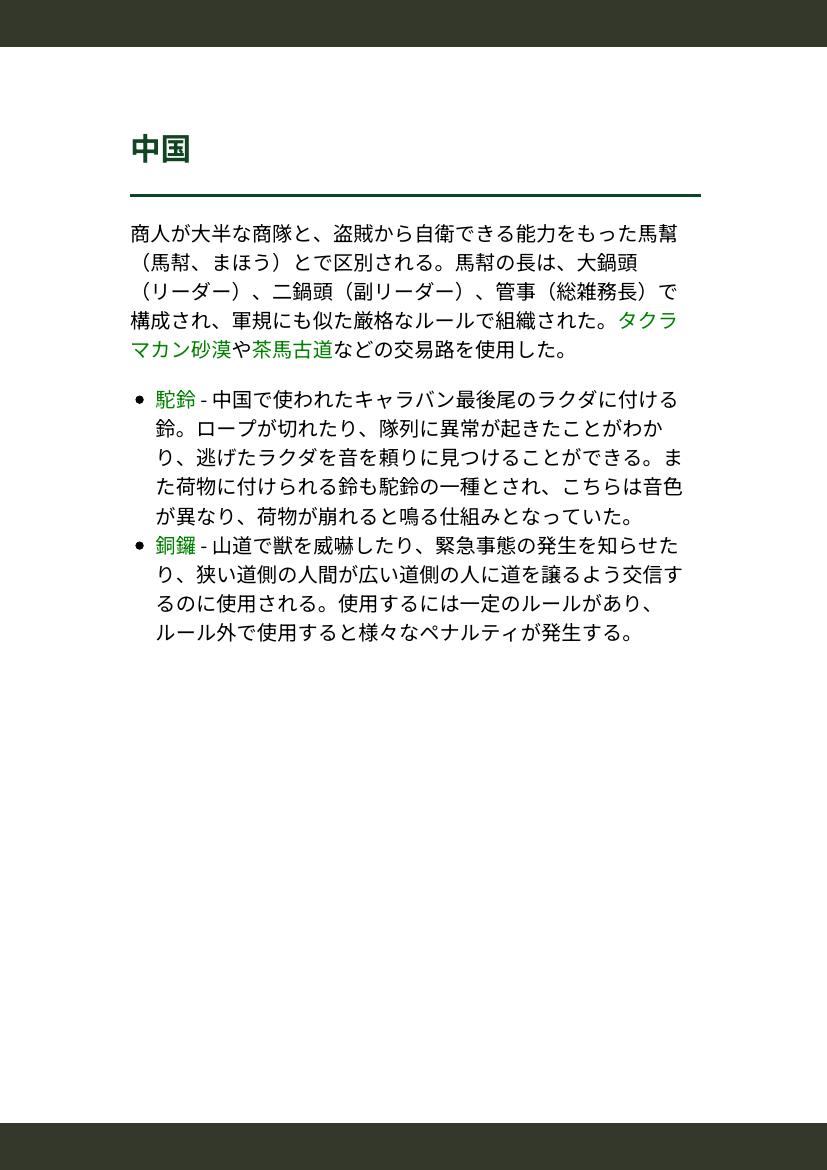 中国
商人が大半な商隊と、盗賊から自衛できる能力をもった馬幇
（馬幇、まほう）とで区別される。馬幇の長は、大鍋頭
（リーダー）、二鍋頭（副リーダー）、管事（総雑務長）で
構成され、軍規にも似た厳格なルールで組織された。タクラ
マカン砂漠や茶馬古道などの交易路を使用した。
• 駝鈴 - 中国で使われたキャラバン最後尾のラクダに付ける
鈴。ロープが切れたり、隊列に異常が起きたことがわか
り、逃げたラクダを音を頼りに見つけることができる。ま
た荷物に付けられる鈴も駝鈴の一種とされ、こちらは音色
が異なり、荷物が崩れると鳴る仕組みとなっていた。
• 銅鑼 - 山道で獣を威嚇したり、緊急事態の発生を知らせた
り、狭い道側の人間が広い道側の人に道を譲るよう交信す
るのに使用される。使用するには一定のルールがあり、
ルール外で使用すると様々なペナルティが発生する。